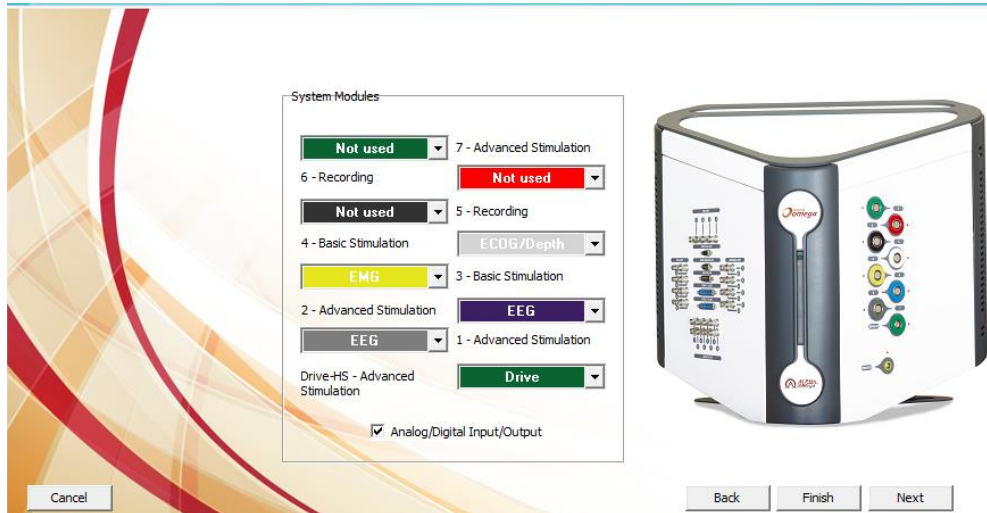 System Modules
Not used 7 - Advanced Stimulation
6 - Recording Not used
Not used 5 - Recording
4 - Basic Stimulation ECOG/Depth
EMG 3 - Basic Stimulation
2 - Advanced Stimulation EEG
EEG 1 - Advanced Stimulation
Drive-HS - Advanced Drive
Stimulation
Analog/Digital Input/Output
omega
ALPHA
OMEGA
Cancel Back Finish Next